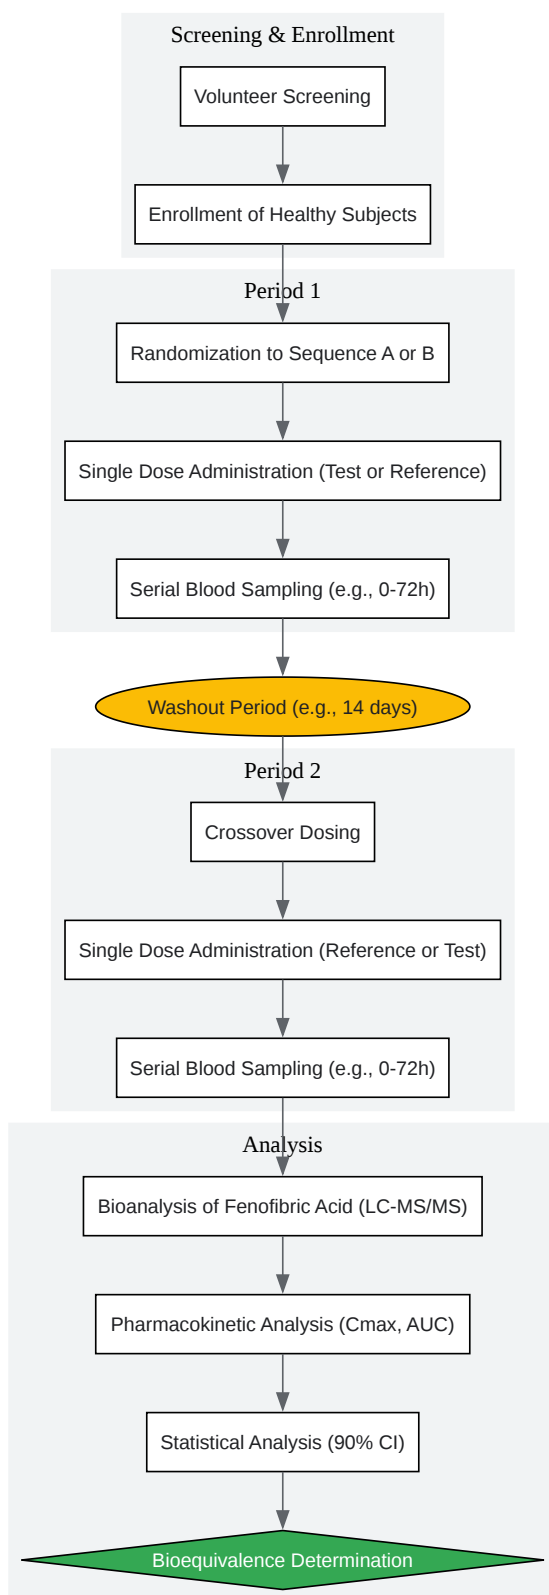 Screening & Enrollment
Volunteer Screening
Enrollment of Healthy Subjects
Period 1
Randomization to Sequence A or B
Single Dose Administration (Test or Reference)
Serial Blood Sampling (e.g., 0-72h)
Washout Period (e.g., 14 days)
Period 2
Crossover Dosing
Single Dose Administration (Reference or Test)
Serial Blood Sampling (e.g., 0-72h)
Analysis
Bioanalysis of Fenofibric Acid (LC-MS/MS)
Pharmacokinetic Analysis (Cmax, AUC)
Statistical Analysis (90% CI)
Bioequivalence Determination